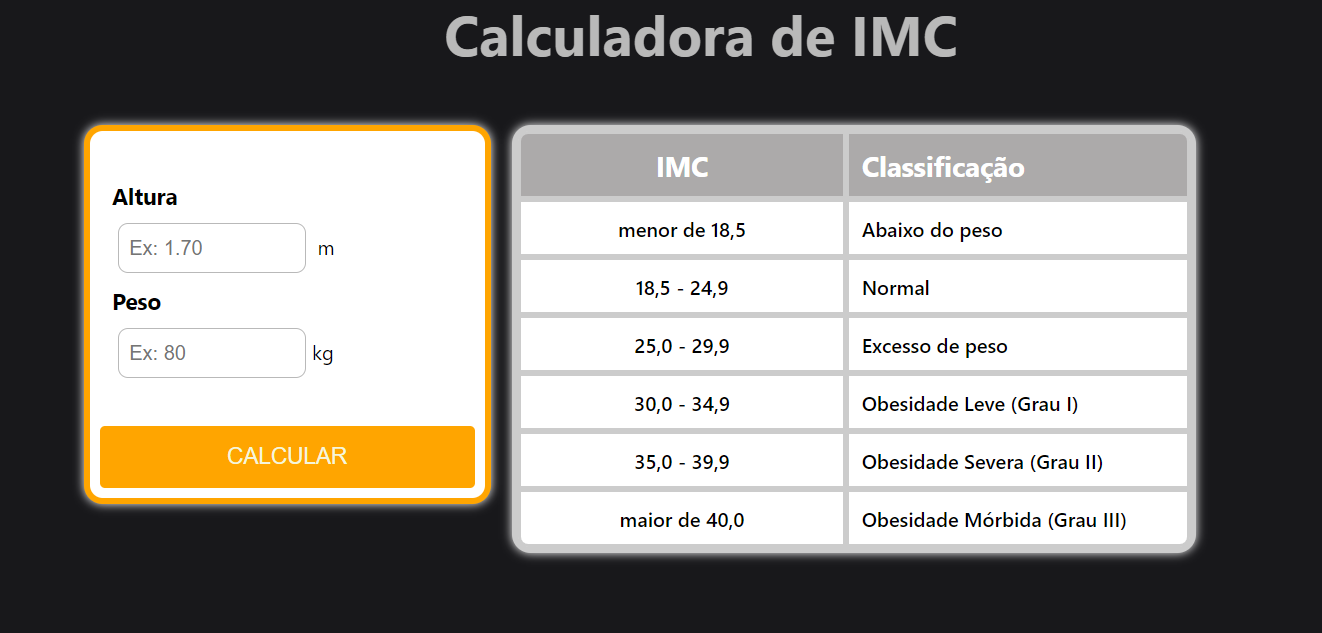 Calculadora de IMC
Altura
Ex: 1.70 m
Peso
Ex: 80 kg
CALCULAR
IMC Classificação
menor de 18,5 Abaixo do peso
18,5 - 24,9 Normal
25,0 - 29,9 Excesso de peso
30,0 - 34,9 Obesidade Leve (Grau I)
35,0 - 39,9 Obesidade Severa (Grau II)
maior de 40,0 Obesidade Mórbida (Grau III)